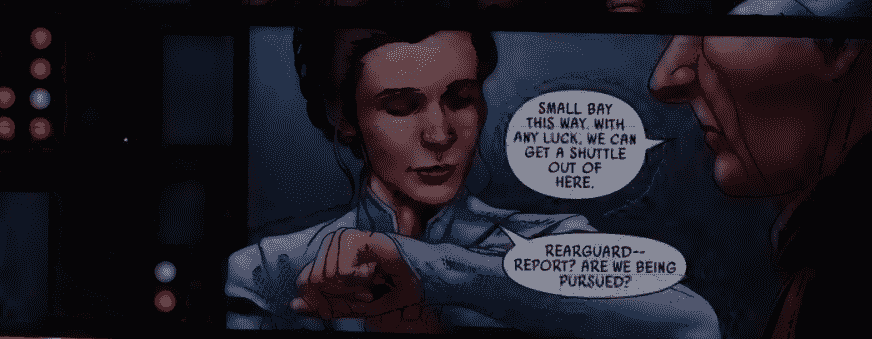 SMALL BAY
THIS WAY. WITH
ANY LUCK, WE CAN
GET A SHUTTLE
OUT OF
HERE.
REARGUARD--
REPORT? ARE WE BEING
PURSUED?